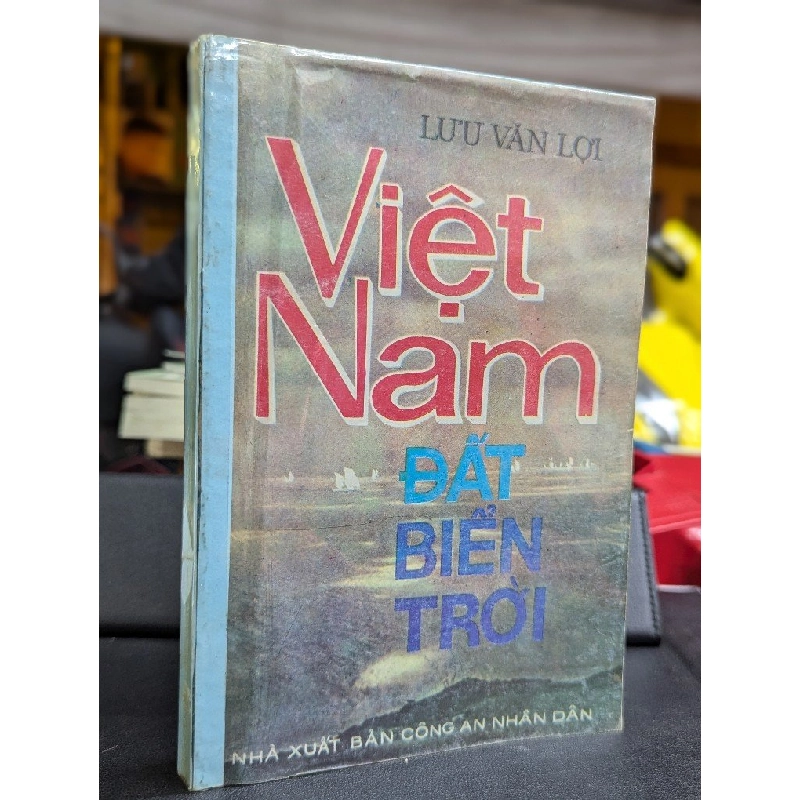 LƯU VĂN LỢI
Việt
Nam
ĐẤT
BIỂN
TRỜI
NHÀ XUẤT BẢN CÔNG AN NHÂN DÂN